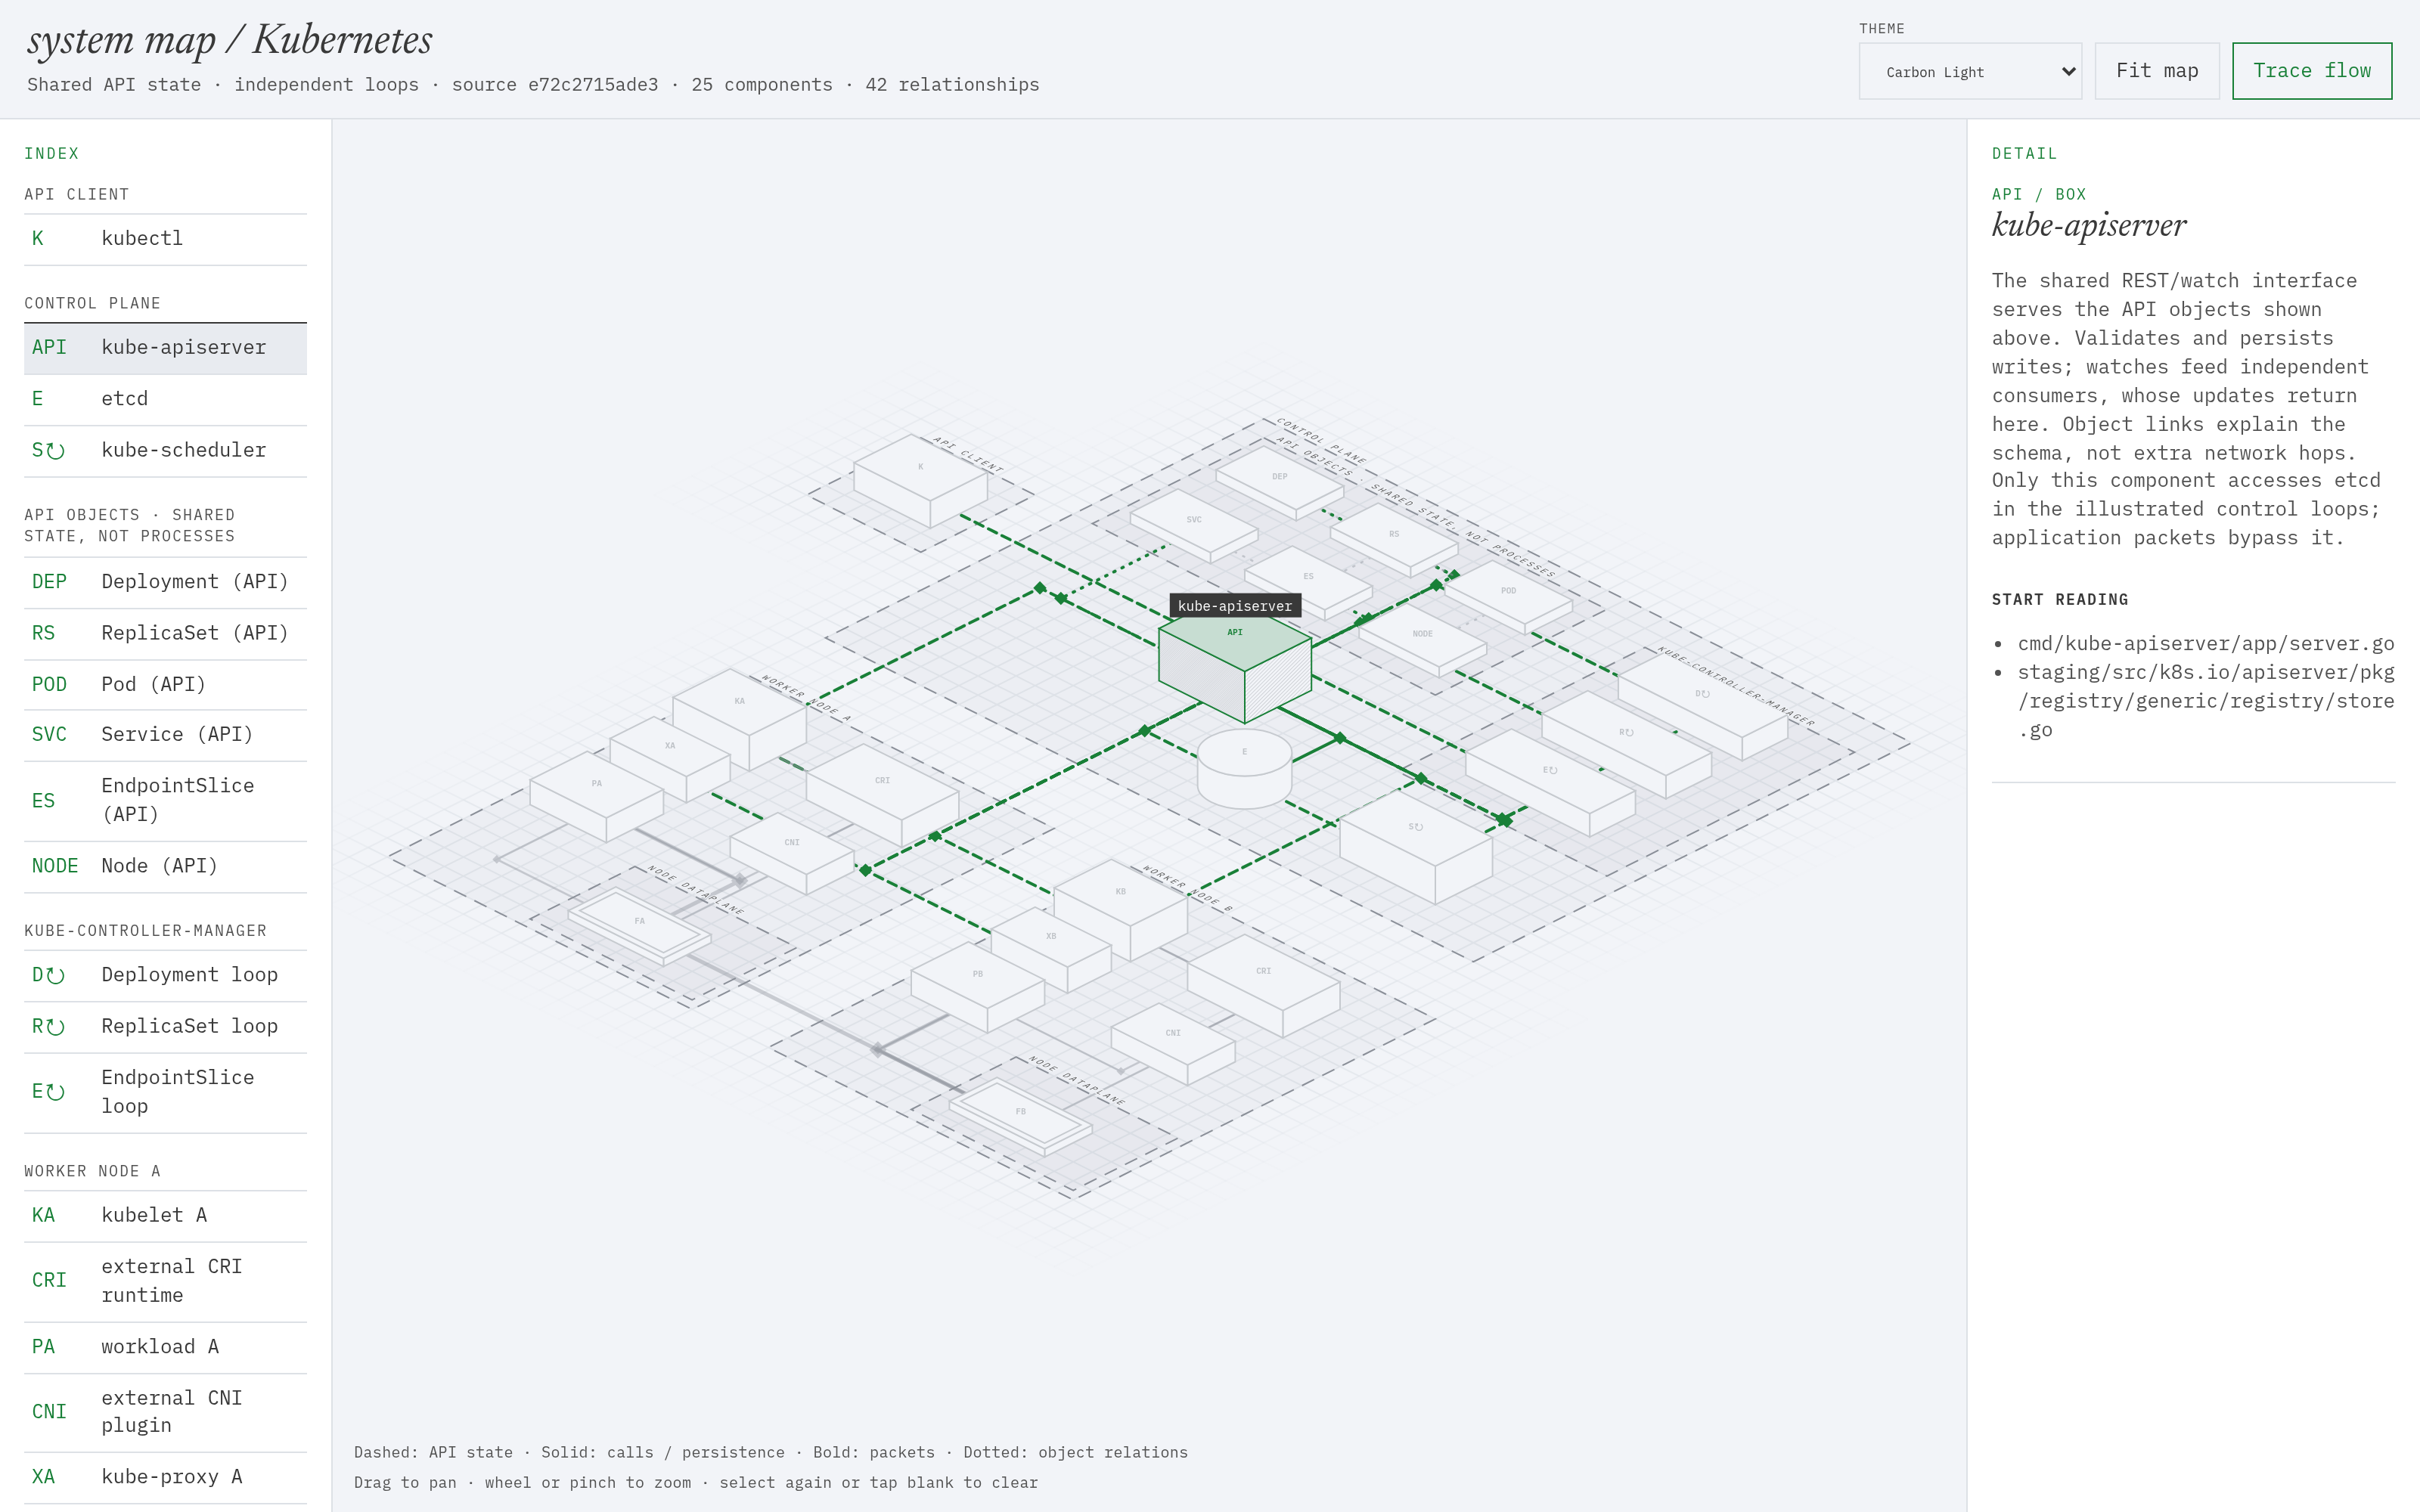 system map / Kubernetes
Shared API state · independent loops · source e72c2715ade3 · 25 components · 42 relationships
THEME
Carbon Light
Fit map
Trace flow
INDEX
API CLIENT
K kubectl
CONTROL PLANE
API kube-apiserver
E etcd
S↻ kube-scheduler
API OBJECTS · SHARED
STATE, NOT PROCESSES
DEP Deployment (API)
RS ReplicaSet (API)
POD Pod (API)
SVC Service (API)
ES EndpointSlice
(API)
NODE Node (API)
KUBE-CONTROLLER-MANAGER
D↻ Deployment loop
R↻ ReplicaSet loop
E↻ EndpointSlice
loop
WORKER NODE A
KA kubelet A
CRI external CRI
runtime
PA workload A
CNI external CNI
plugin
XA kube-proxy A
API CLIENT
K
CONTROL PLANE
API OBJECTS · SHARED STATE, NOT PROCESSES
DEP
SVC
RS
ES
POD
NODE
kube-apiserver
API
KUBE-CONTROLLER-MANAGER
D↻
R↻
E↻
E
S↻
WORKER NODE A
KA
XA
PA
CRI
CNI
NODE DATAPLANE
FA
WORKER NODE B
KB
XB
PB
CRI
CNI
NODE DATAPLANE
FB
Dashed: API state · Solid: calls / persistence · Bold: packets · Dotted: object relations
Drag to pan · wheel or pinch to zoom · select again or tap blank to clear
DETAIL
API / BOX
kube-apiserver
The shared REST/watch interface
serves the API objects shown
above. Validates and persists
writes; watches feed independent
consumers, whose updates return
here. Object links explain the
schema, not extra network hops.
Only this component accesses etcd
in the illustrated control loops;
application packets bypass it.
START READING
• cmd/kube-apiserver/app/server.go
• staging/src/k8s.io/apiserver/pkg
/registry/generic/registry/store
.go